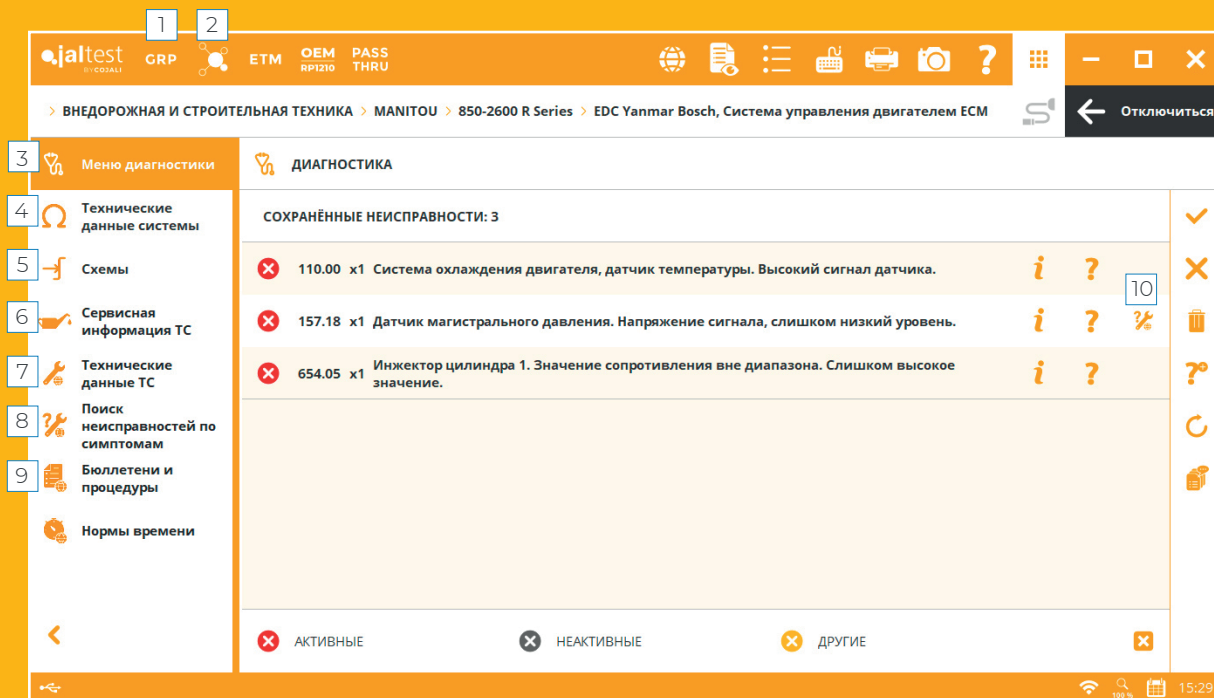 1 2
jaltest
BY COJALI
GRP
ETM
OEM
RP1210
PASS
THRU
?
> ВНЕДОРОЖНАЯ И СТРОИТЕЛЬНАЯ ТЕХНИКА > MANITOU > 850-2600 R Series > EDC Yanmar Bosch, Система управления двигателем ECM
Отключиться
3 Меню диагностики
4 Технические
данные системы
5 Схемы
6 Сервисная
информация ТС
7 Технические
данные ТС
8 Поиск
неисправностей по
симптомам
9 Бюллетени и
процедуры
Нормы времени
ДИАГНОСТИКА
СОХРАНЁННЫЕ НЕИСПРАВНОСТИ: 3
110.00 x1 Система охлаждения двигателя, датчик температуры. Высокий сигнал датчика. i ?
10
157.18 x1 Датчик магистрального давления. Напряжение сигнала, слишком низкий уровень. i ?
654.05 x1 Инжектор цилиндра 1. Значение сопротивления вне диапазона. Слишком высокое
значение. i ?
АКТИВНЫЕ
НЕАКТИВНЫЕ
ДРУГИЕ
100 %
15:29